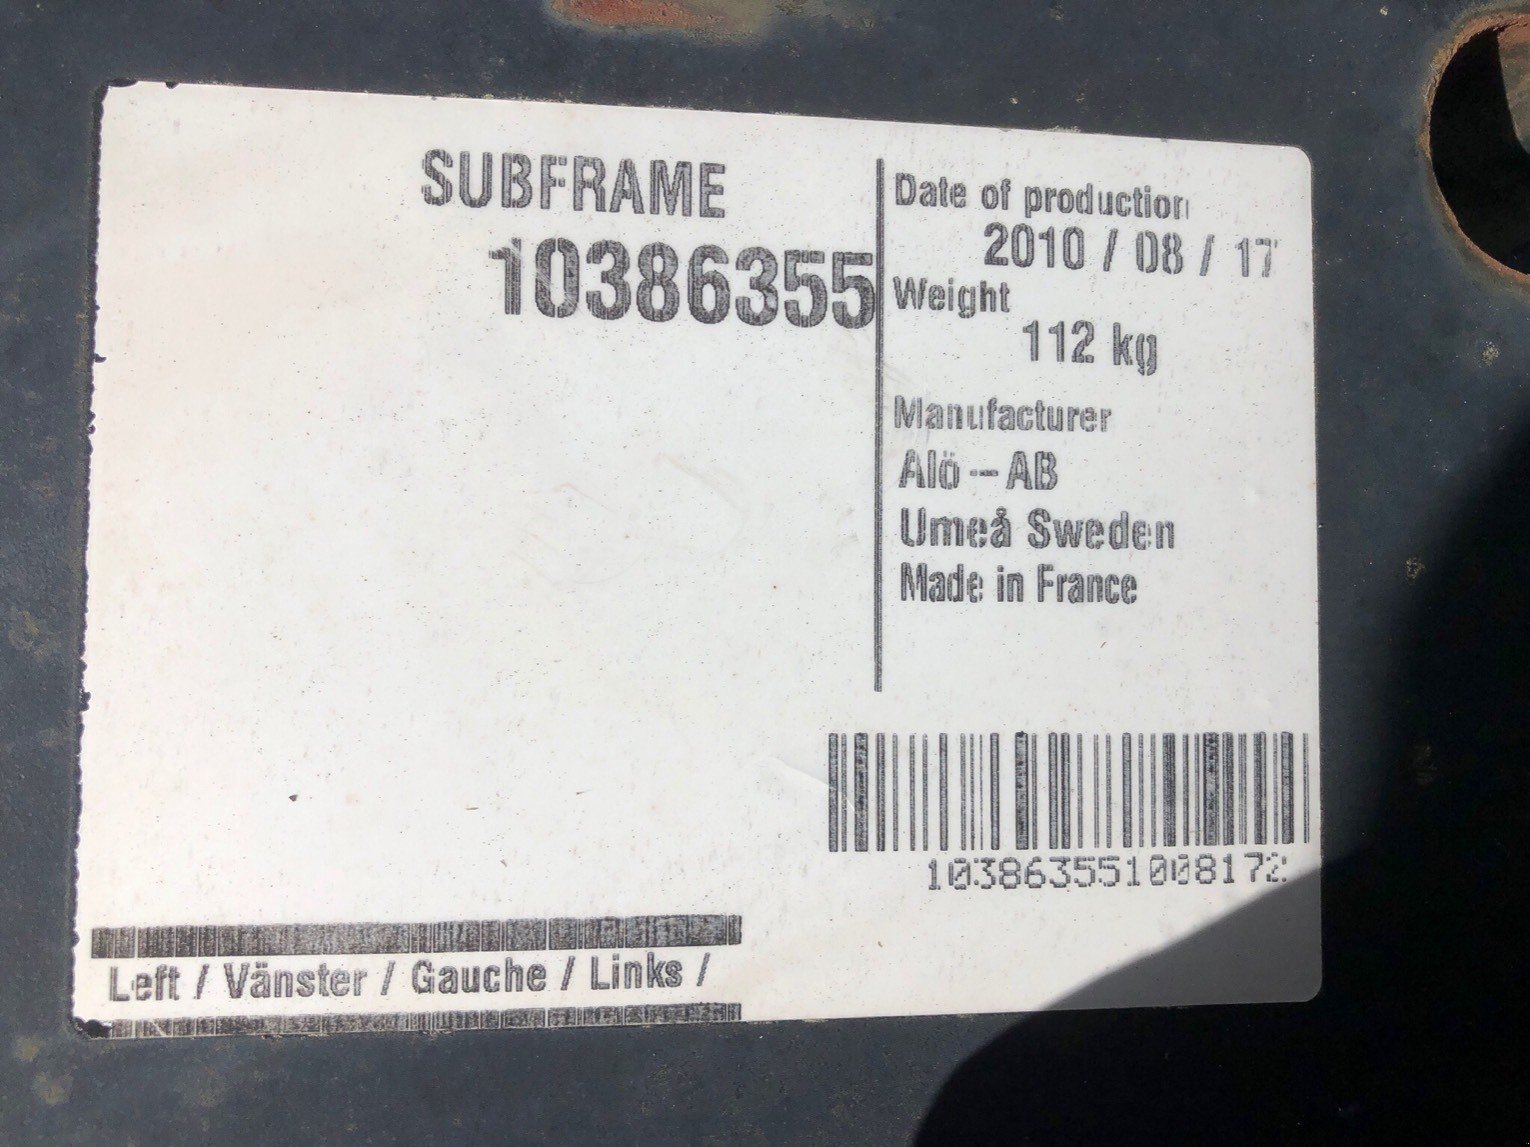 SUBFRAME
10386355
Date of production
2010 / 08 / 17
Weight
112 kg
Manufacturer
Alö - AB
Umeå Sweden
Made in France
103863551008172
Left / Vänster / Gauche / Links /